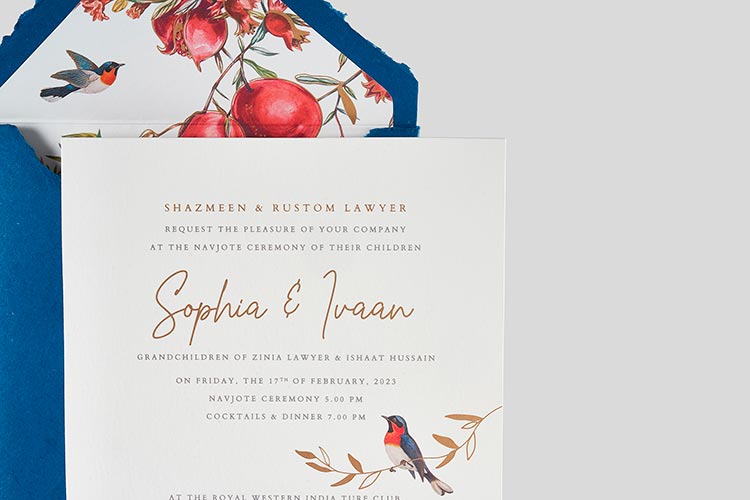 SHAZMEEN & RUSTOM LAWYER
REQUEST THE PLEASURE OF YOUR COMPANY
AT THE NAVJOTE CEREMONY OF THEIR CHILDREN
Sophia & Ivaan
GRANDCHILDREN OF ZINIA LAWYER & ISHAAT HUSSAIN
ON FRIDAY, THE 17TH OF FEBRUARY, 2023
NAVJOTE CEREMONY 5.00 PM
COCKTAILS & DINNER 7.00 PM
AT THE ROYAL WESTERN INDIA TURF CLUB